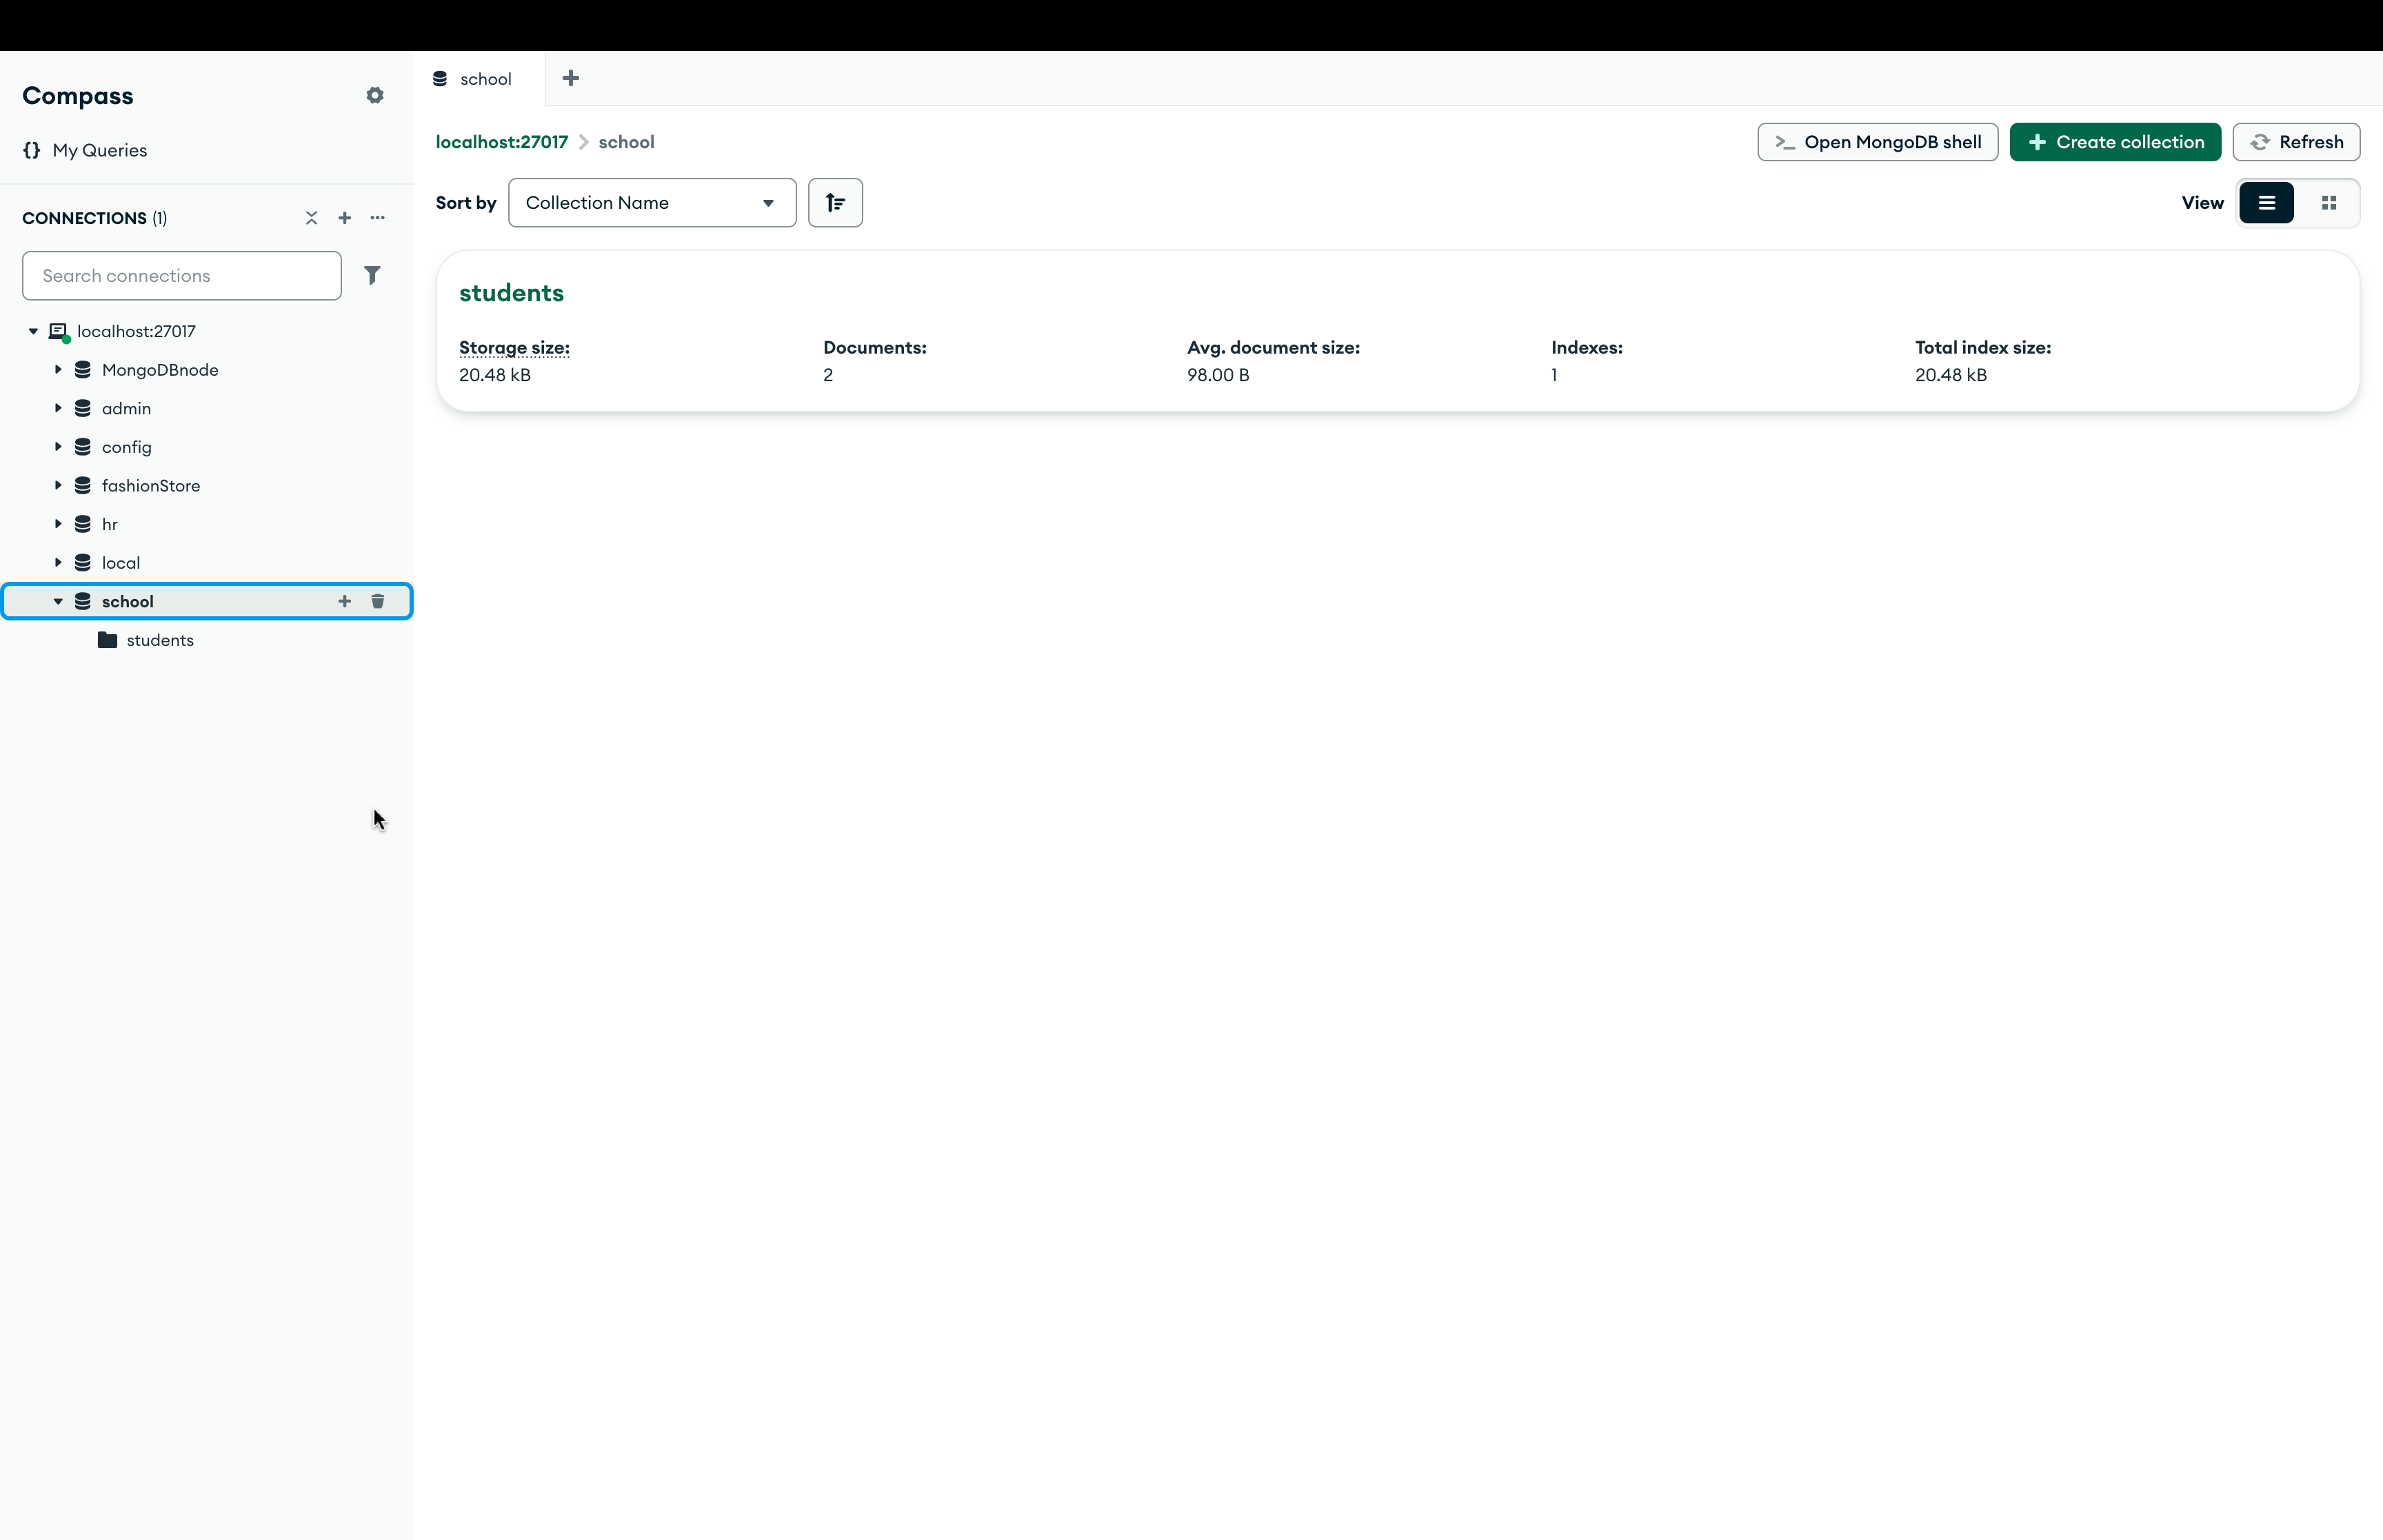 Compass
My Queries
CONNECTIONS (1)
Search connections
localhost:27017
MongoDBnode
admin
config
fashionStore
hr
local
school
students
school
localhost:27017 school
Open MongoDB shell
Create collection
Refresh
Sort by Collection Name
View
students
Storage size: Documents: Avg. document size: Indexes: Total index size:
20.48 kB 2 98.00 B 1 20.48 kB